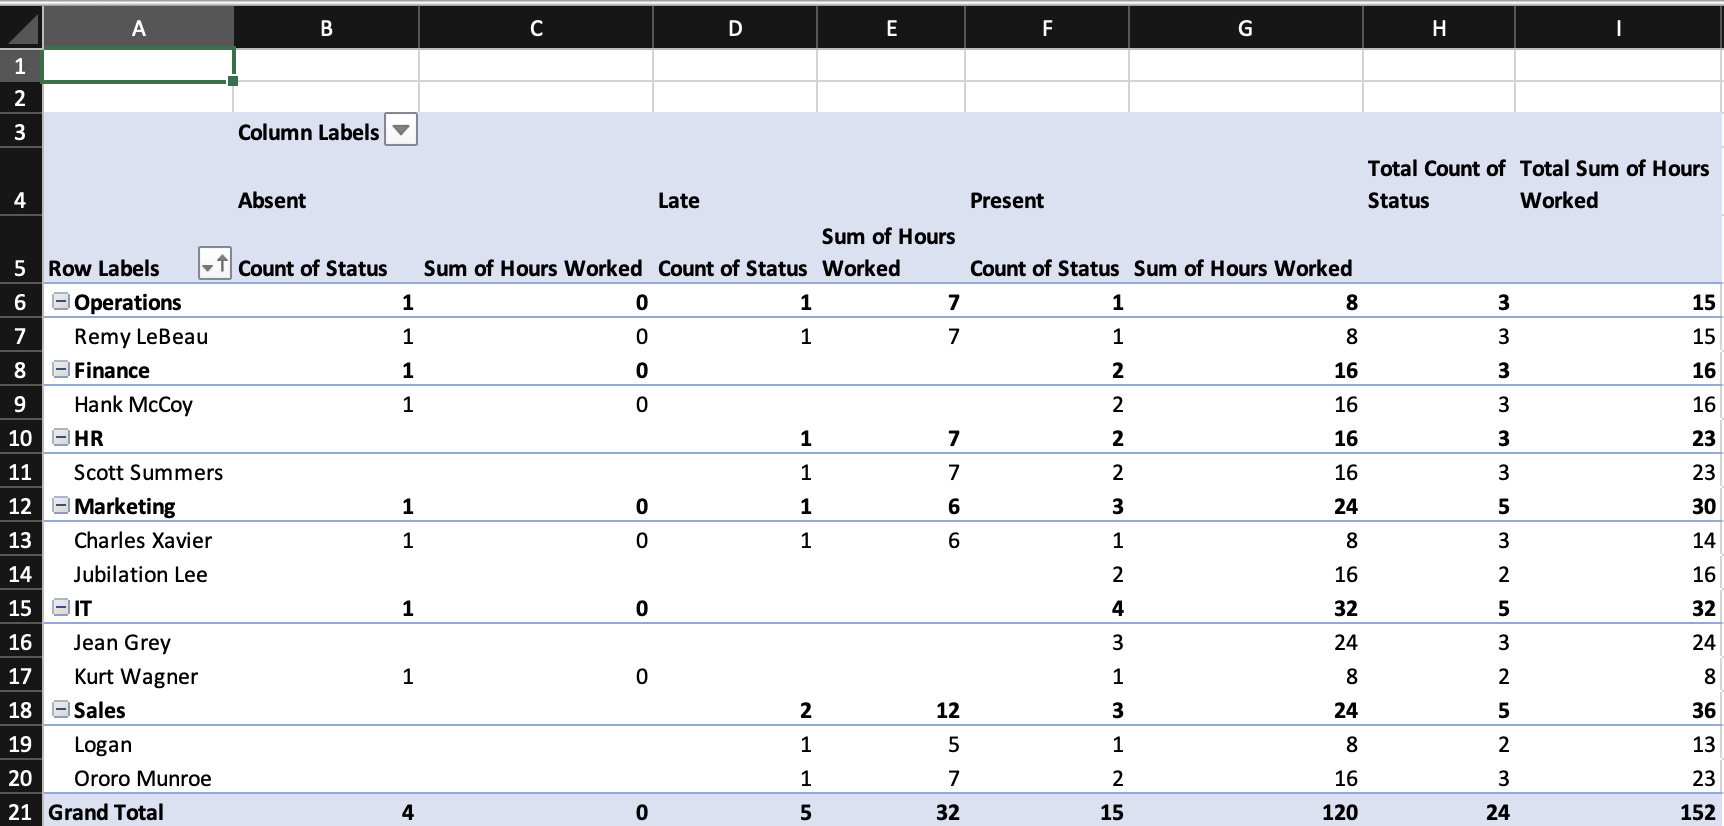 A B C D E F G H I
1
2
3 Column Labels
Total Count of Total Sum of Hours
4 Absent Late Present Status Worked
Sum of Hours
5 Row Labels Count of Status Sum of Hours Worked Count of Status Worked Count of Status Sum of Hours Worked
6 Operations 1 0 1 7 1 8 3 15
7 Remy LeBeau 1 0 1 7 1 8 3 15
8 Finance 1 0 2 16 3 16
9 Hank McCoy 1 0 2 16 3 16
10 HR 1 7 2 16 3 23
11 Scott Summers 1 7 2 16 3 23
12 Marketing 1 0 1 6 3 24 5 30
13 Charles Xavier 1 0 1 6 1 8 3 14
14 Jubilation Lee 2 16 2 16
15 IT 1 0 4 32 5 32
16 Jean Grey 3 24 3 24
17 Kurt Wagner 1 0 1 8 2 8
18 Sales 2 12 3 24 5 36
19 Logan 1 5 1 8 2 13
20 Ororo Munroe 1 7 2 16 3 23
21 Grand Total 4 0 5 32 15 120 24 152